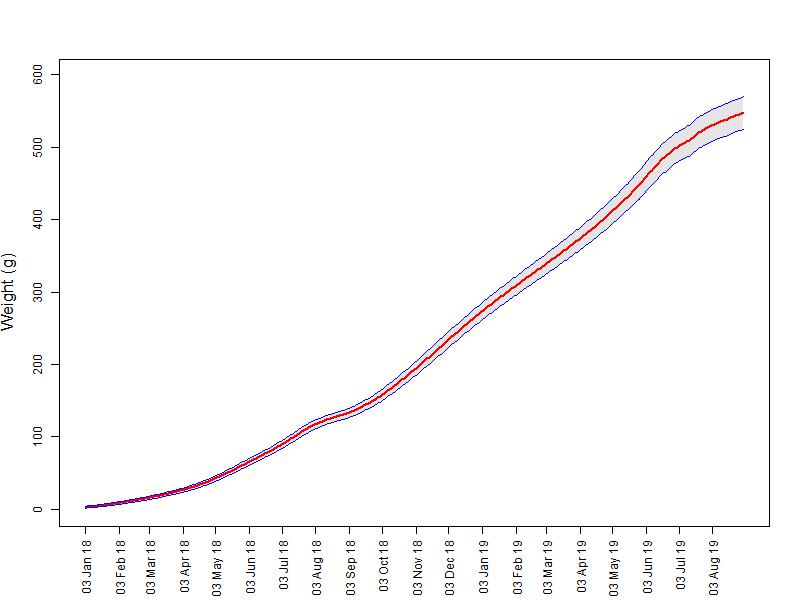 Weight (g)
600
500
400
300
200
100
0
03 Jan 18
03 Feb 18
03 Mar 18
03 Apr 18
03 May 18
03 Jun 18
03 Jul 18
03 Aug 18
03 Sep 18
03 Oct 18
03 Nov 18
03 Dec 18
03 Jan 19
03 Feb 19
03 Mar 19
03 Apr 19
03 May 19
03 Jun 19
03 Jul 19
03 Aug 19